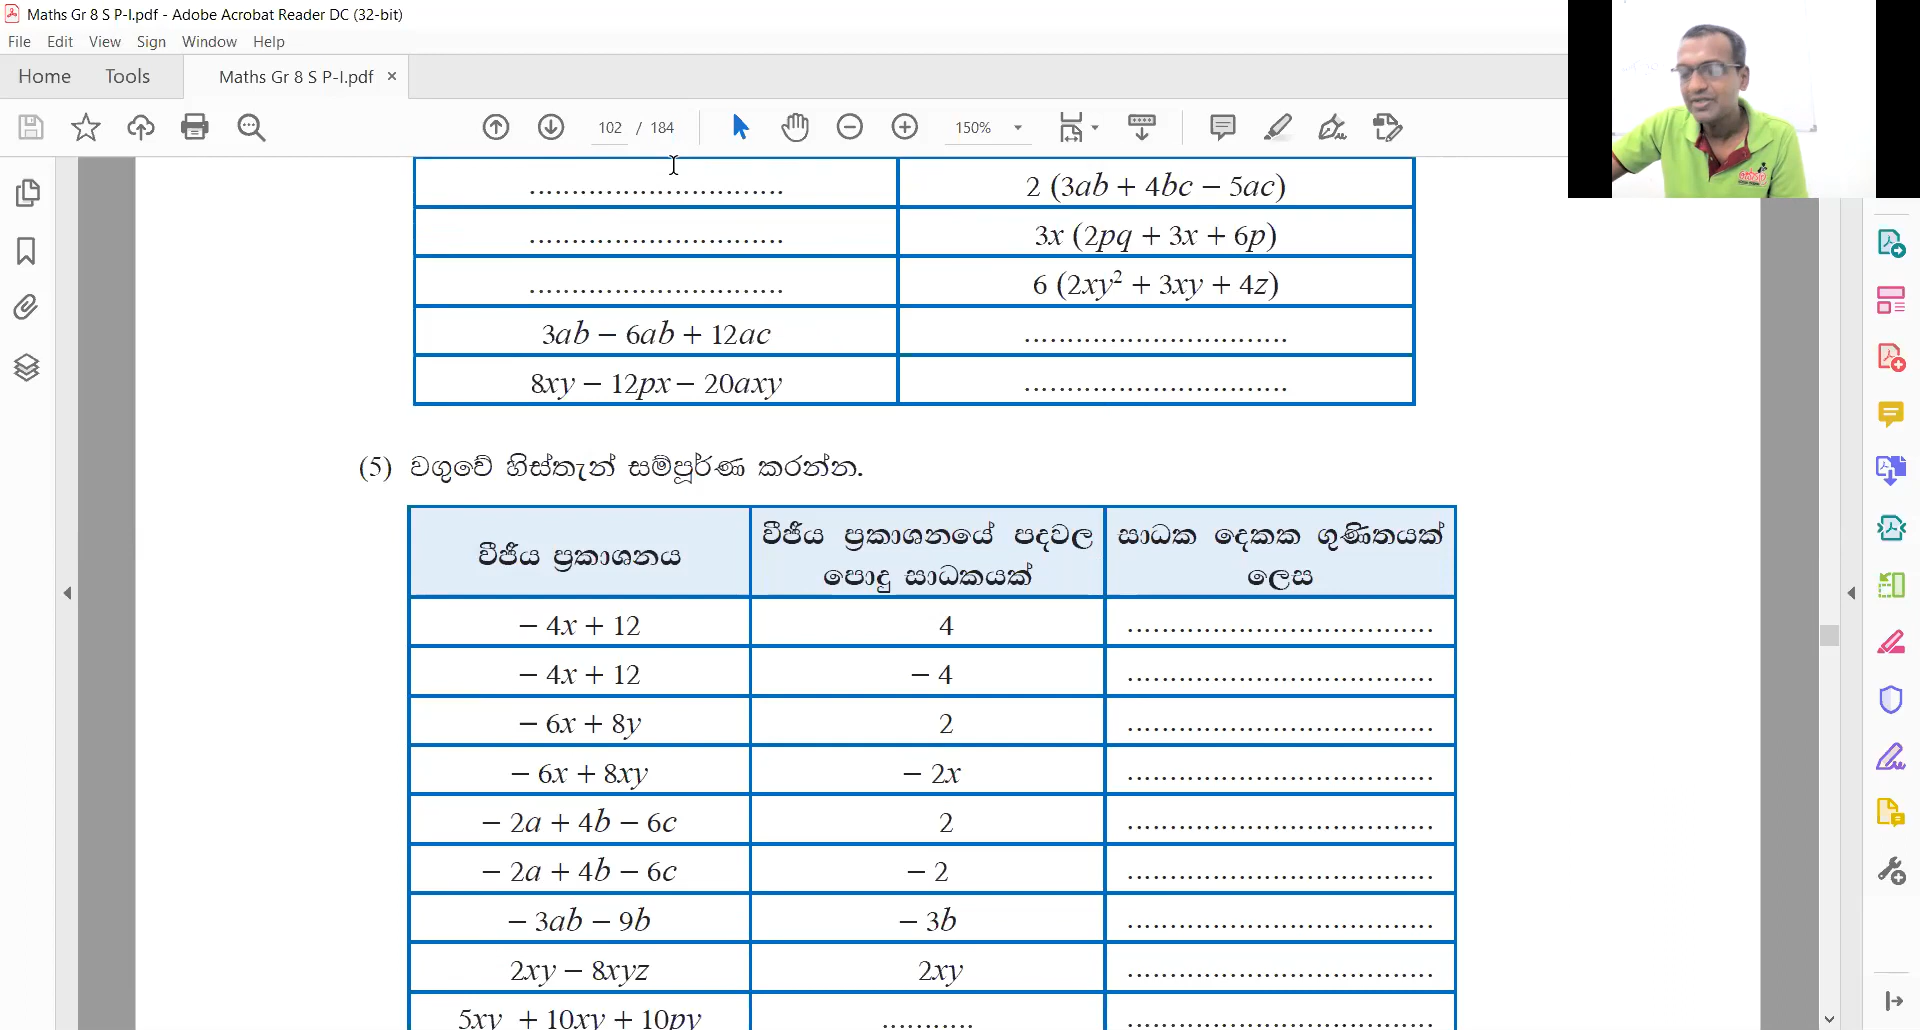 Maths Gr 8 S P-I.pdf - Adobe Acrobat Reader DC (32-bit)
File Edit View Sign Window Help
Home Tools Maths Gr 8 S P-I.pdf ×
102 / 184 150%
............................. 2 (3ab + 4bc − 5ac)
............................. 3x (2pq + 3x + 6p)
............................. 6 (2xy² + 3xy + 4z)
3ab − 6ab + 12ac ..............................
8xy − 12px − 20axy ..............................
(5) වගුවේ හිස්තැන් සම්පූර්ණ කරන්න.
වීජීය ප්‍රකාශනය වීජීය ප්‍රකාශනයේ පදවල පොදු සාධකයක් සාධක දෙකක ගුණිතයක් ලෙස
− 4x + 12 4 ...................................
− 4x + 12 − 4 ...................................
− 6x + 8y 2 ...................................
− 6x + 8xy − 2x ...................................
− 2a + 4b − 6c 2 ...................................
− 2a + 4b − 6c − 2 ...................................
− 3ab − 9b − 3b ...................................
2xy − 8xyz 2xy ...................................
5xy + 10xy + 10py ........... ...................................